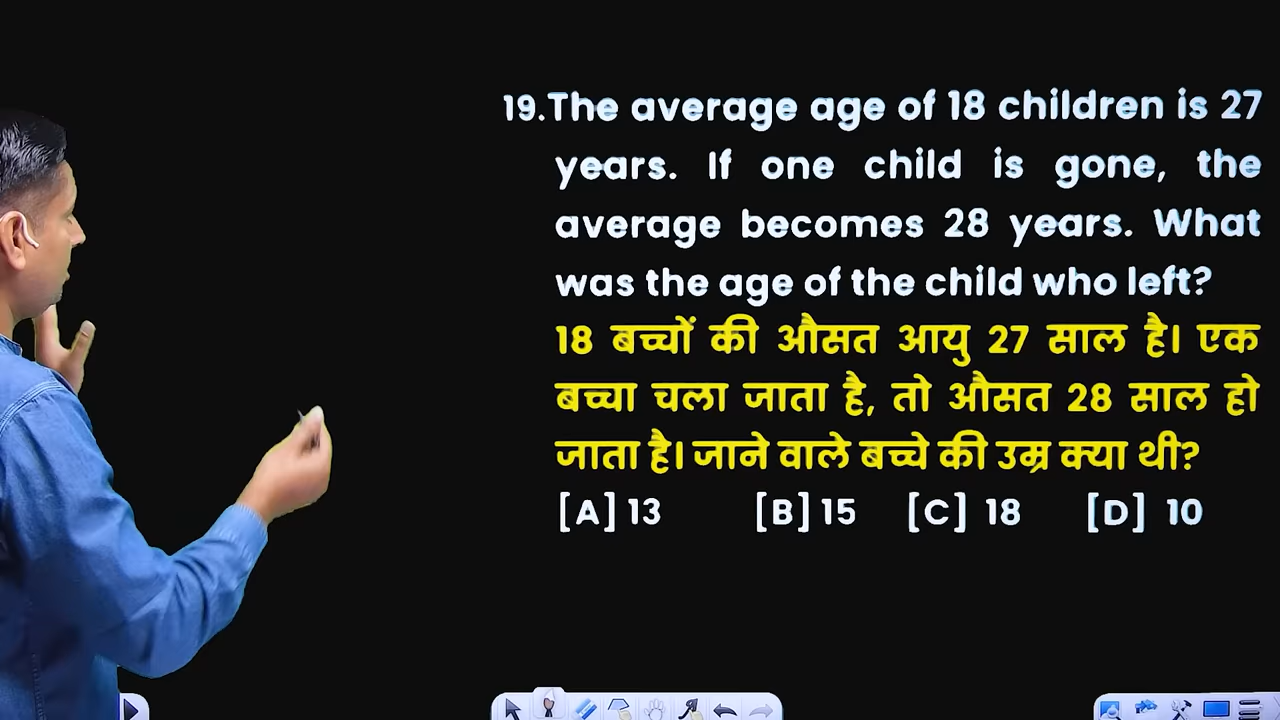 19.The average age of 18 children is 27
years. If one child is gone, the
average becomes 28 years. What
was the age of the child who left?
18 बच्चों की औसत आयु 27 साल है। एक
बच्चा चला जाता है, तो औसत 28 साल हो
जाता है। जाने वाले बच्चे की उम्र क्या थी?
[A] 13 [B] 15 [C] 18 [D] 10